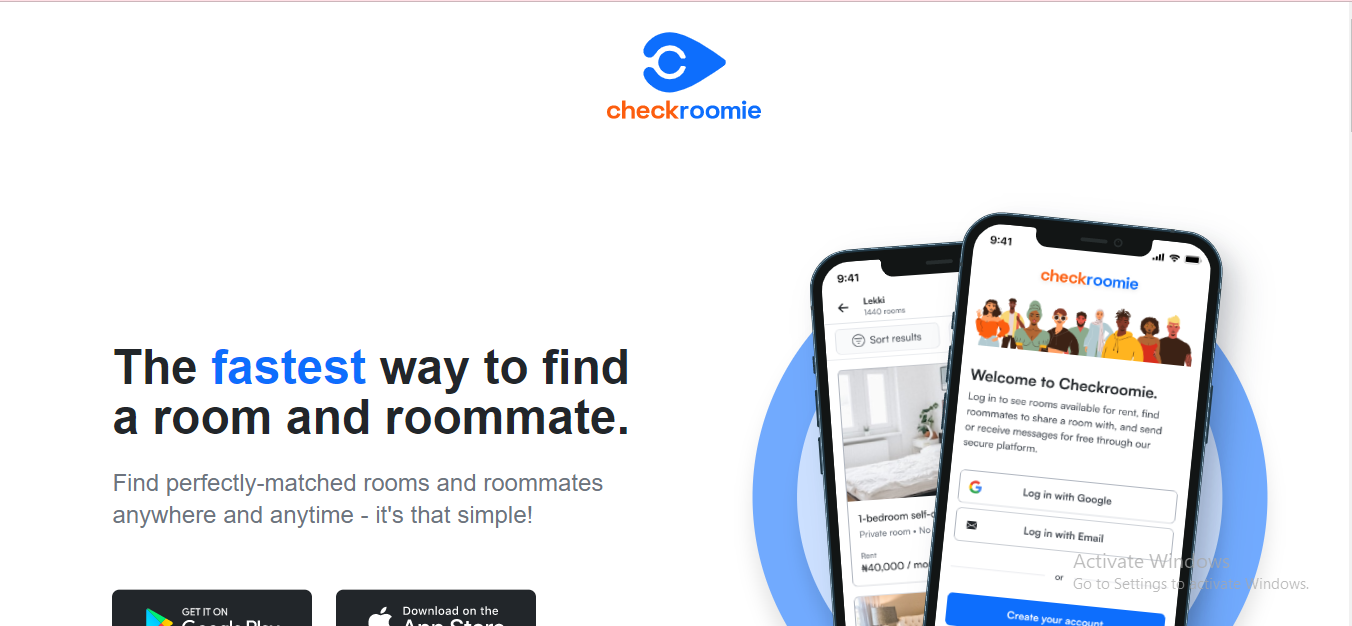 checkroomie
The fastest way to find
a room and roommate.
Find perfectly-matched rooms and roommates
anywhere and anytime - it's that simple!
GET IT ON
Google Play
Download on the
App Store
9:41
Lekki
1440 rooms
Sort results
1-bedroom self-c
Private room • No
Rent
₦40,000 / mo
9:41
checkroomie
Welcome to Checkroomie.
Log in to see rooms available for rent, find
roommates to share a room with, and send
or receive messages for free through our
secure platform.
Log in with Google
Log in with Email
or
Create your account
Activate Windows
Go to Settings to activate Windows.